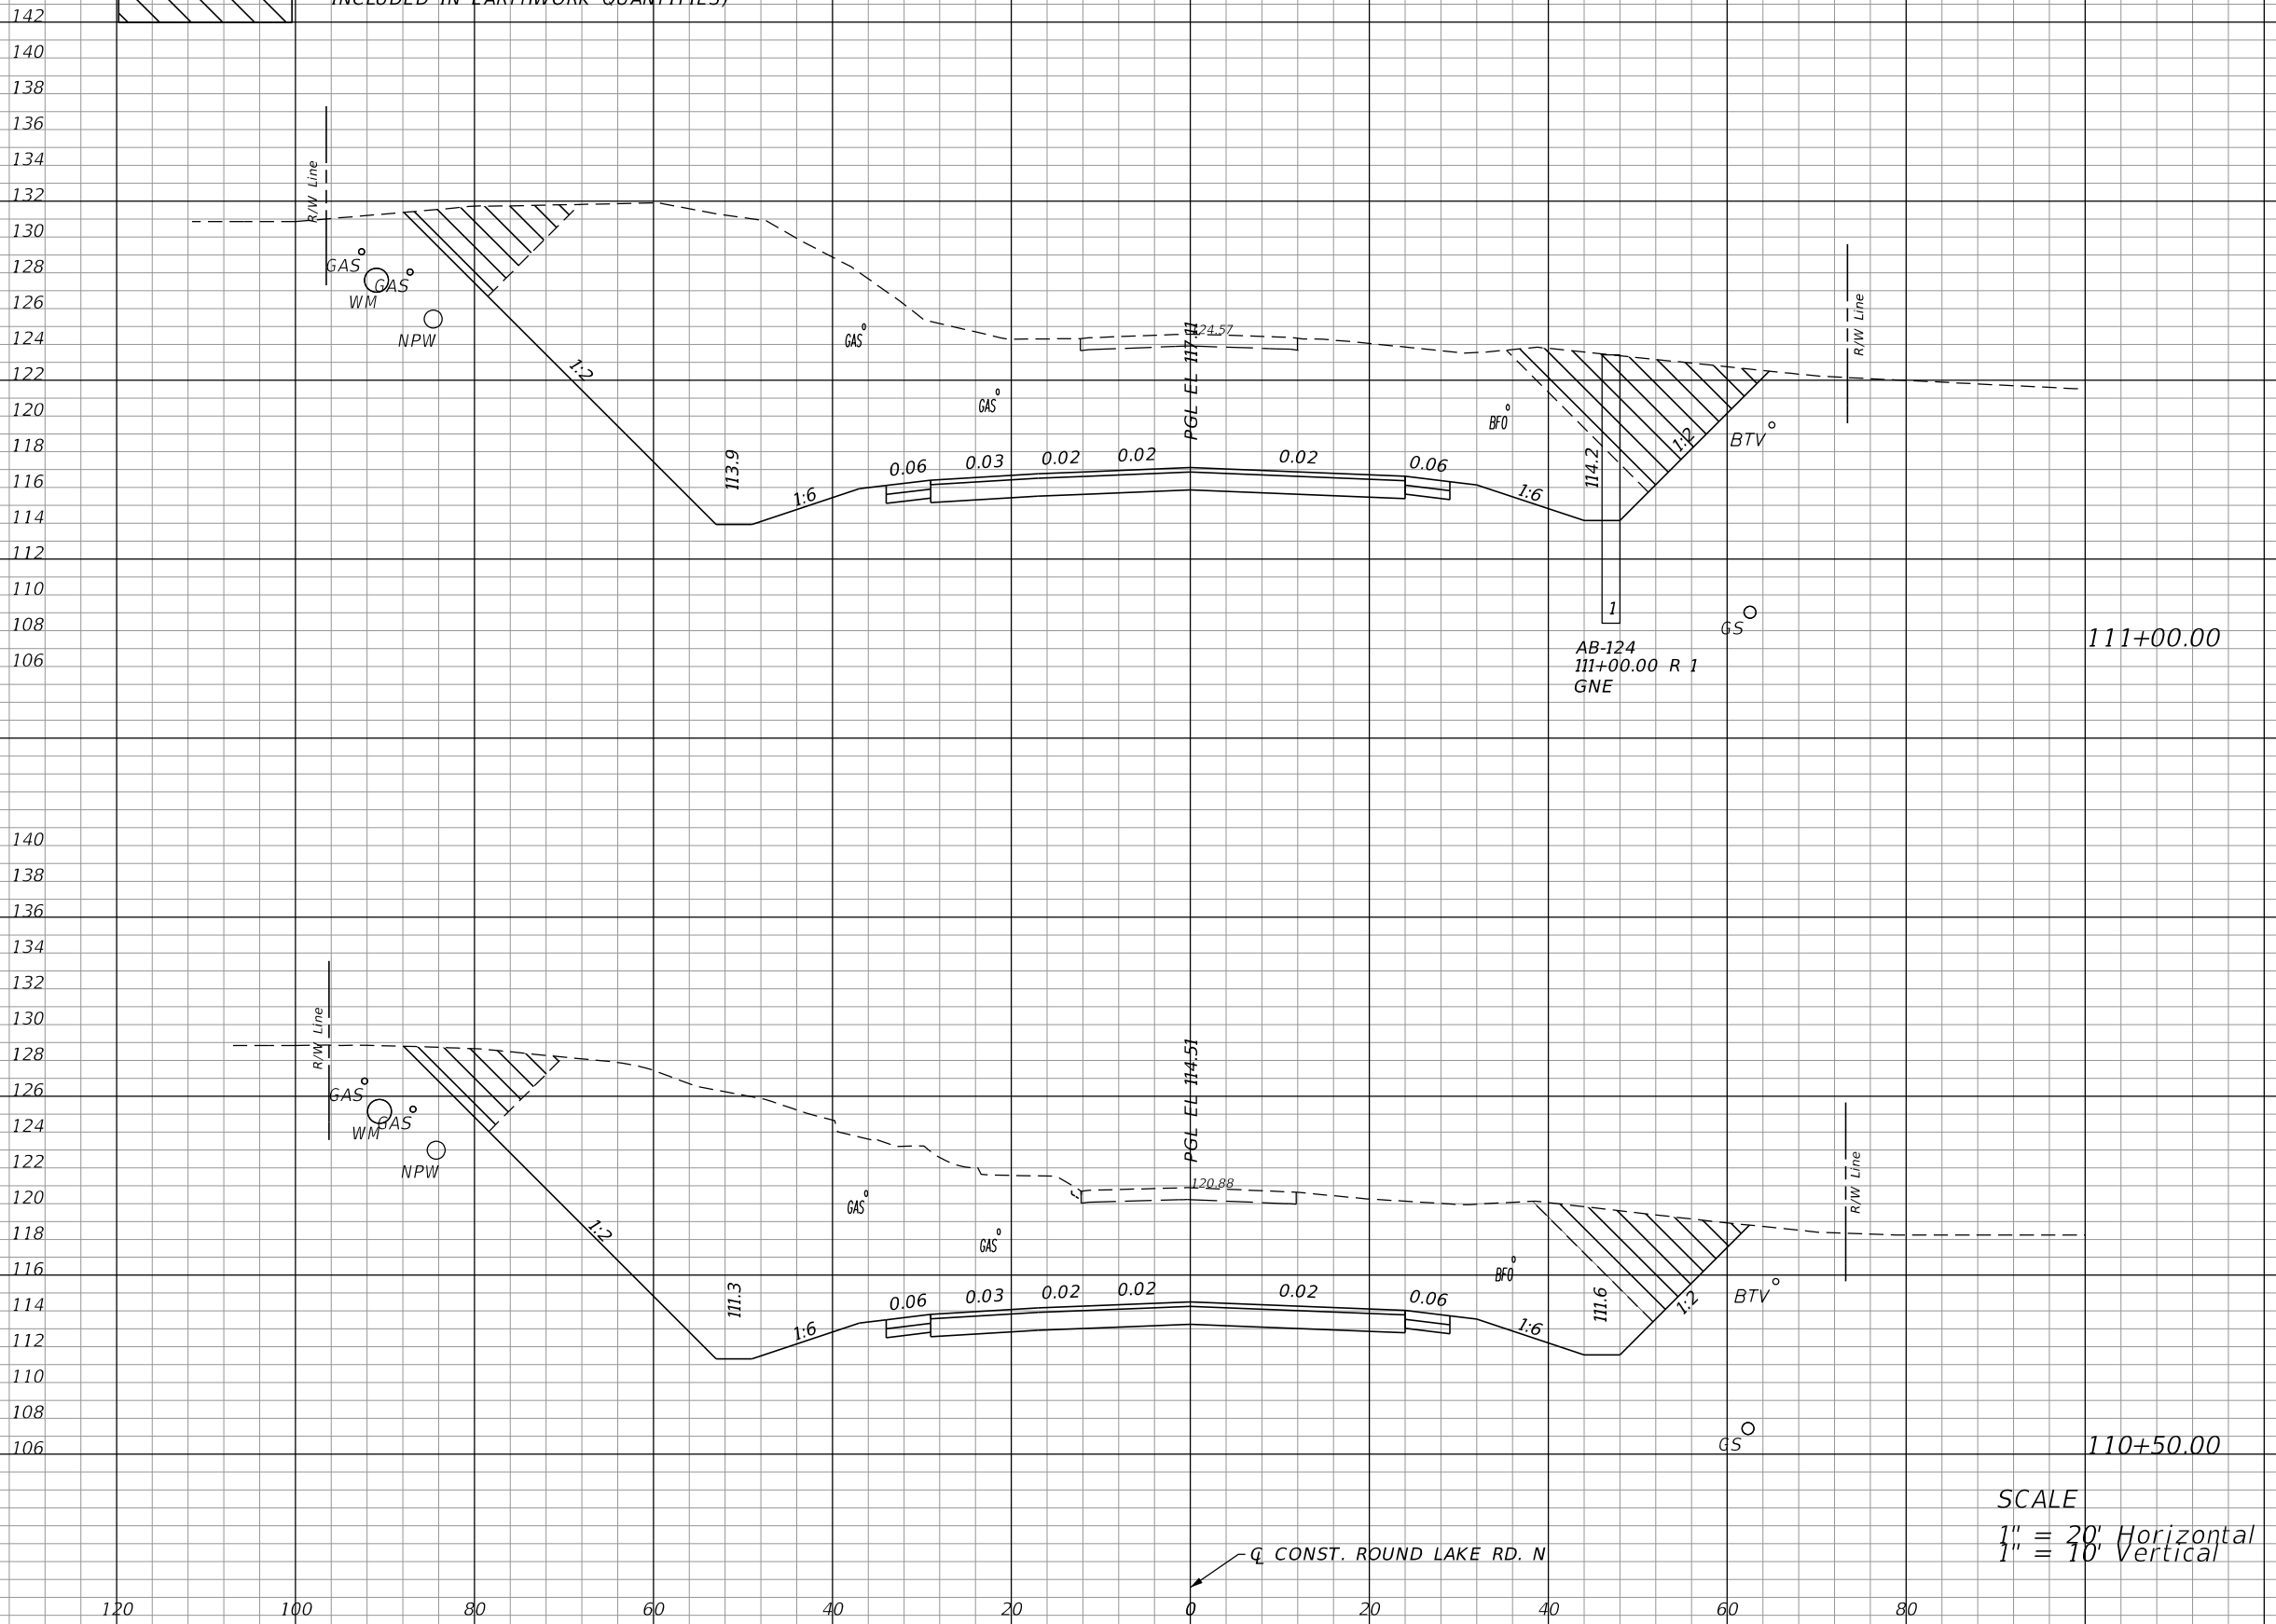 INCLUDED IN EARTHWORK QUANTITIES)
142
140
138
136
134
132
130
128
126
124
122
120
118
116
114
112
110
108
106
R/W Line
GAS
GAS
WM
NPW
1:2
113.9
1:6
GAS
GAS
0.06
0.03
0.02
0.02
PGL EL 117.11
124.57
0.02
0.06
BFO
1:6
114.2
1:2
BTV
R/W Line
1
GS
AB-124
111+00.00 R 1
GNE
111+00.00
140
138
136
134
132
130
128
126
124
122
120
118
116
114
112
110
108
106
R/W Line
GAS
GAS
WM
NPW
1:2
111.3
1:6
GAS
GAS
0.06
0.03
0.02
0.02
PGL EL 114.51
120.88
0.02
0.06
BFO
1:6
111.6
1:2
BTV
R/W Line
GS
110+50.00
SCALE
1" = 20' Horizontal
1" = 10' Vertical
℄ CONST. ROUND LAKE RD. N
120 100 80 60 40 20 0 20 40 60 80